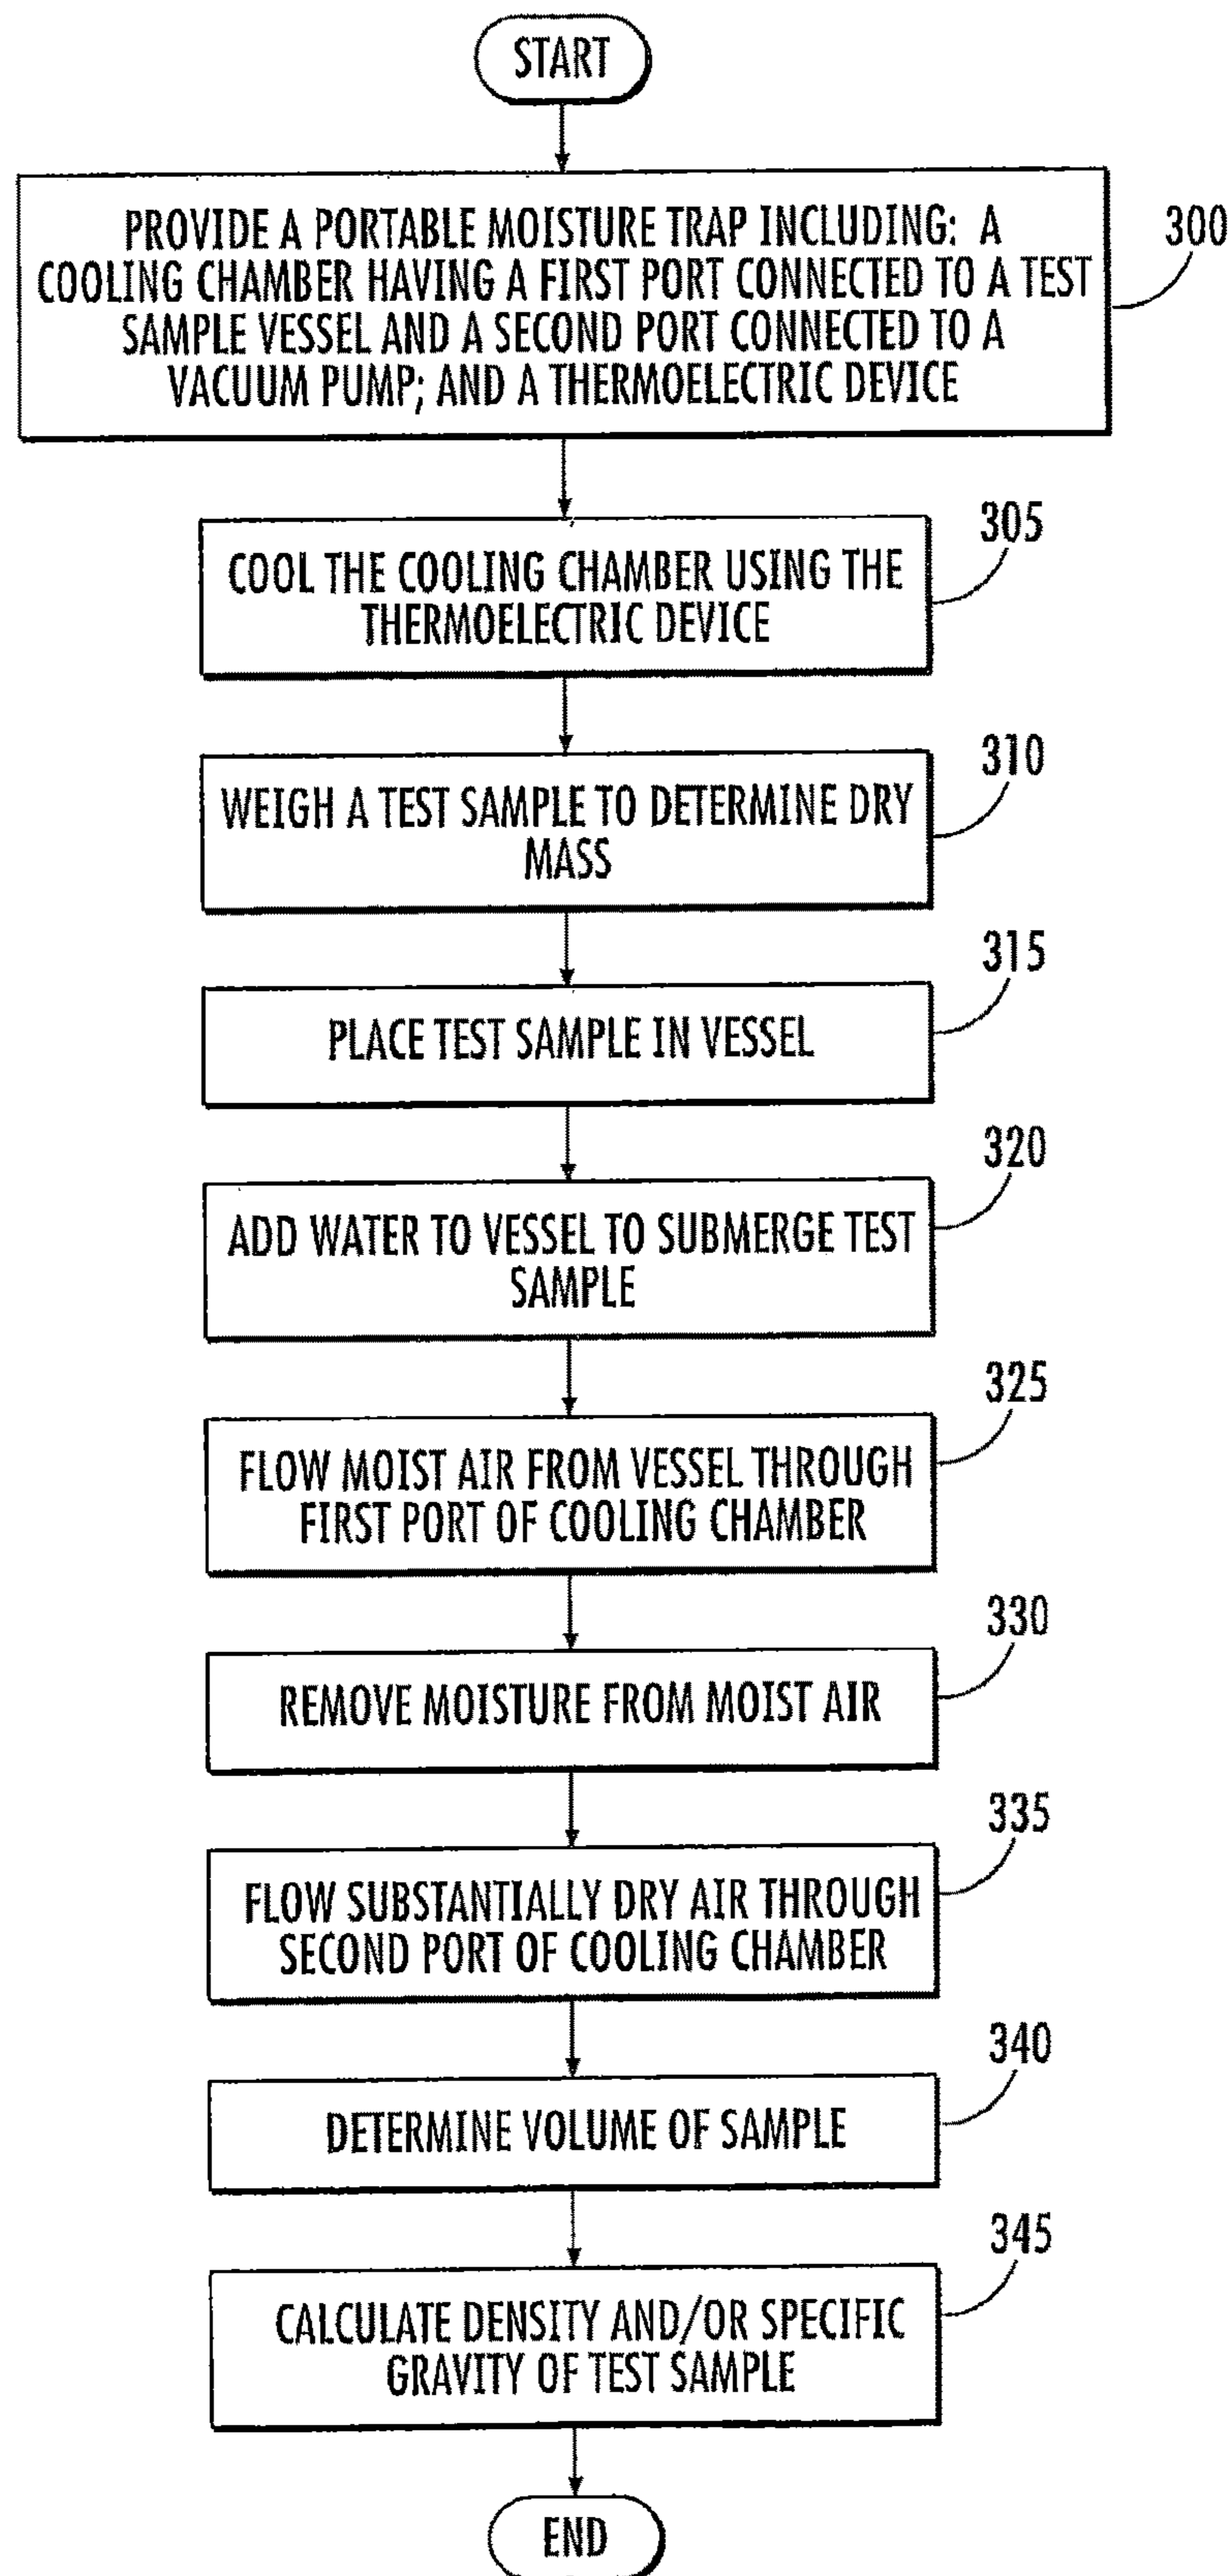 START
PROVIDE A PORTABLE MOISTURE TRAP INCLUDING: A
COOLING CHAMBER HAVING A FIRST PORT CONNECTED TO A TEST
SAMPLE VESSEL AND A SECOND PORT CONNECTED TO A
VACUUM PUMP; AND A THERMOELECTRIC DEVICE
300
COOL THE COOLING CHAMBER USING THE
THERMOELECTRIC DEVICE
305
WEIGH A TEST SAMPLE TO DETERMINE DRY
MASS
310
PLACE TEST SAMPLE IN VESSEL
315
ADD WATER TO VESSEL TO SUBMERGE TEST
SAMPLE
320
FLOW MOIST AIR FROM VESSEL THROUGH
FIRST PORT OF COOLING CHAMBER
325
REMOVE MOISTURE FROM MOIST AIR
330
FLOW SUBSTANTIALLY DRY AIR THROUGH
SECOND PORT OF COOLING CHAMBER
335
DETERMINE VOLUME OF SAMPLE
340
CALCULATE DENSITY AND/OR SPECIFIC
GRAVITY OF TEST SAMPLE
345
END